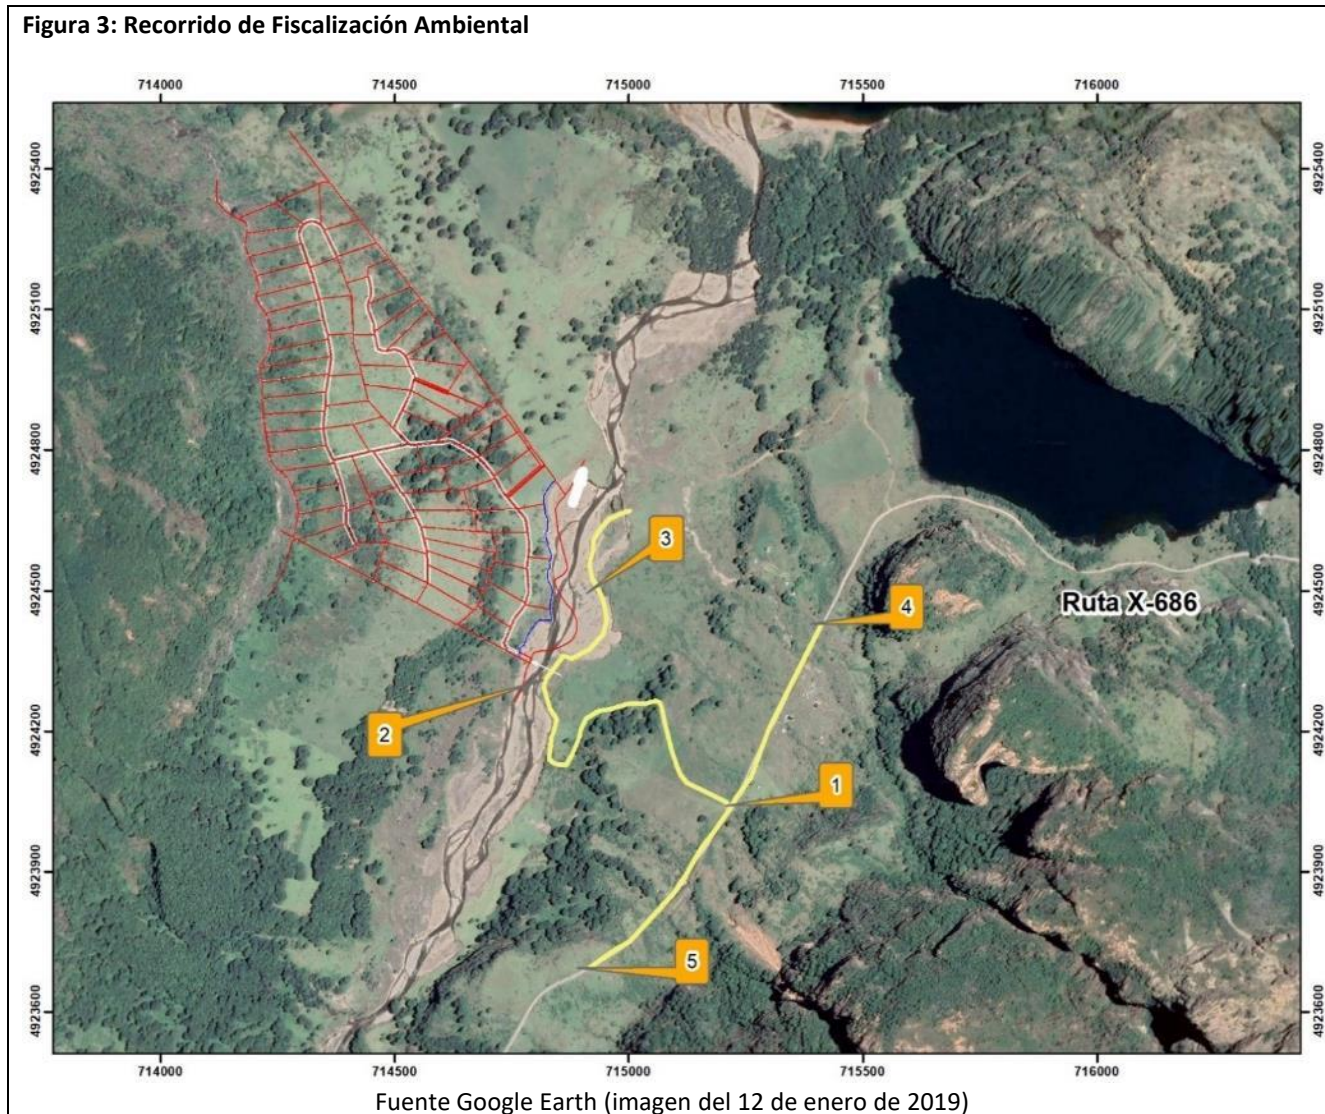 Figura 3: Recorrido de Fiscalización Ambiental
714000 714500 715000 715500 716000
4925400 4925400
4925100 4925100
4924800 4924800
3
4924500 4924500
4 Ruta X-686
2
4924200 4924200
1
4923900 4923900
5
4923600 4923600
714000 714500 715000 715500 716000
Fuente Google Earth (imagen del 12 de enero de 2019)